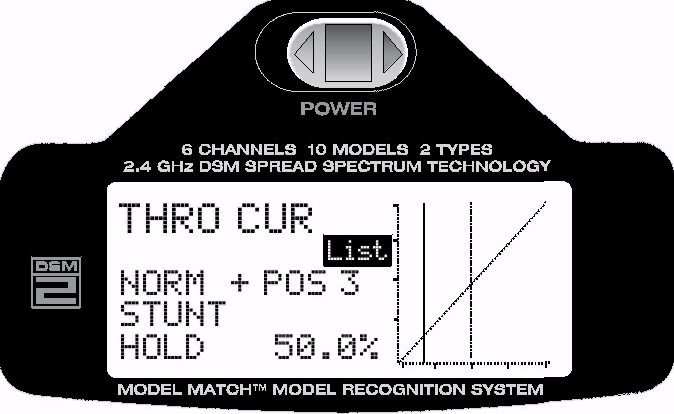 POWER
6 CHANNELS 10 MODELS 2 TYPES
2.4 GHz DSM SPREAD SPECTRUM TECHNOLOGY
THRO CUR
List
DSM
2
NORM + POS 3
STUNT
HOLD 50.0%
MODEL MATCH™ MODEL RECOGNITION SYSTEM